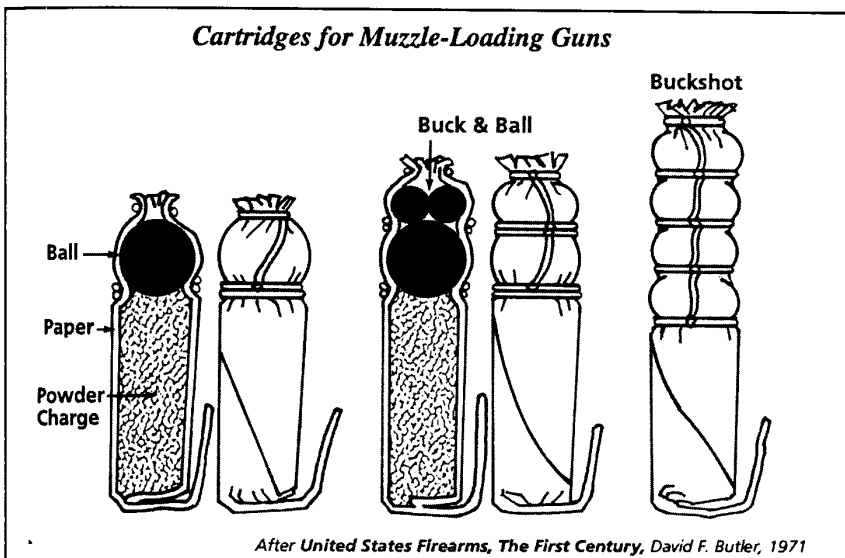 Cartridges for Muzzle-Loading Guns
Buckshot
Buck & Ball
Ball
Paper
Powder
Charge
After United States Firearms, The First Century, David F. Butler, 1971